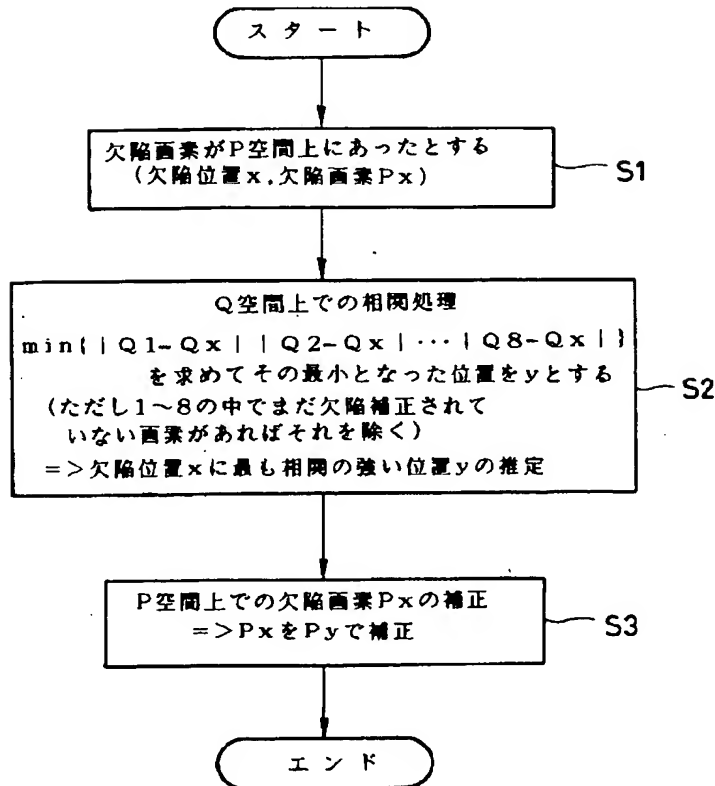 スタート
欠陥画素がP空間上にあったとする
(欠陥位置x,欠陥画素Px)
S1
Q空間上での相関処理
min{|Q1-Qx||Q2-Qx|…|Q8-Qx|}
を求めてその最小となった位置をyとする
(ただし1〜8の中でまだ欠陥補正されて
いない画素があればそれを除く)
=>欠陥位置xに最も相関の強い位置yの推定
S2
P空間上での欠陥画素Pxの補正
=>PxをPyで補正
S3
エンド